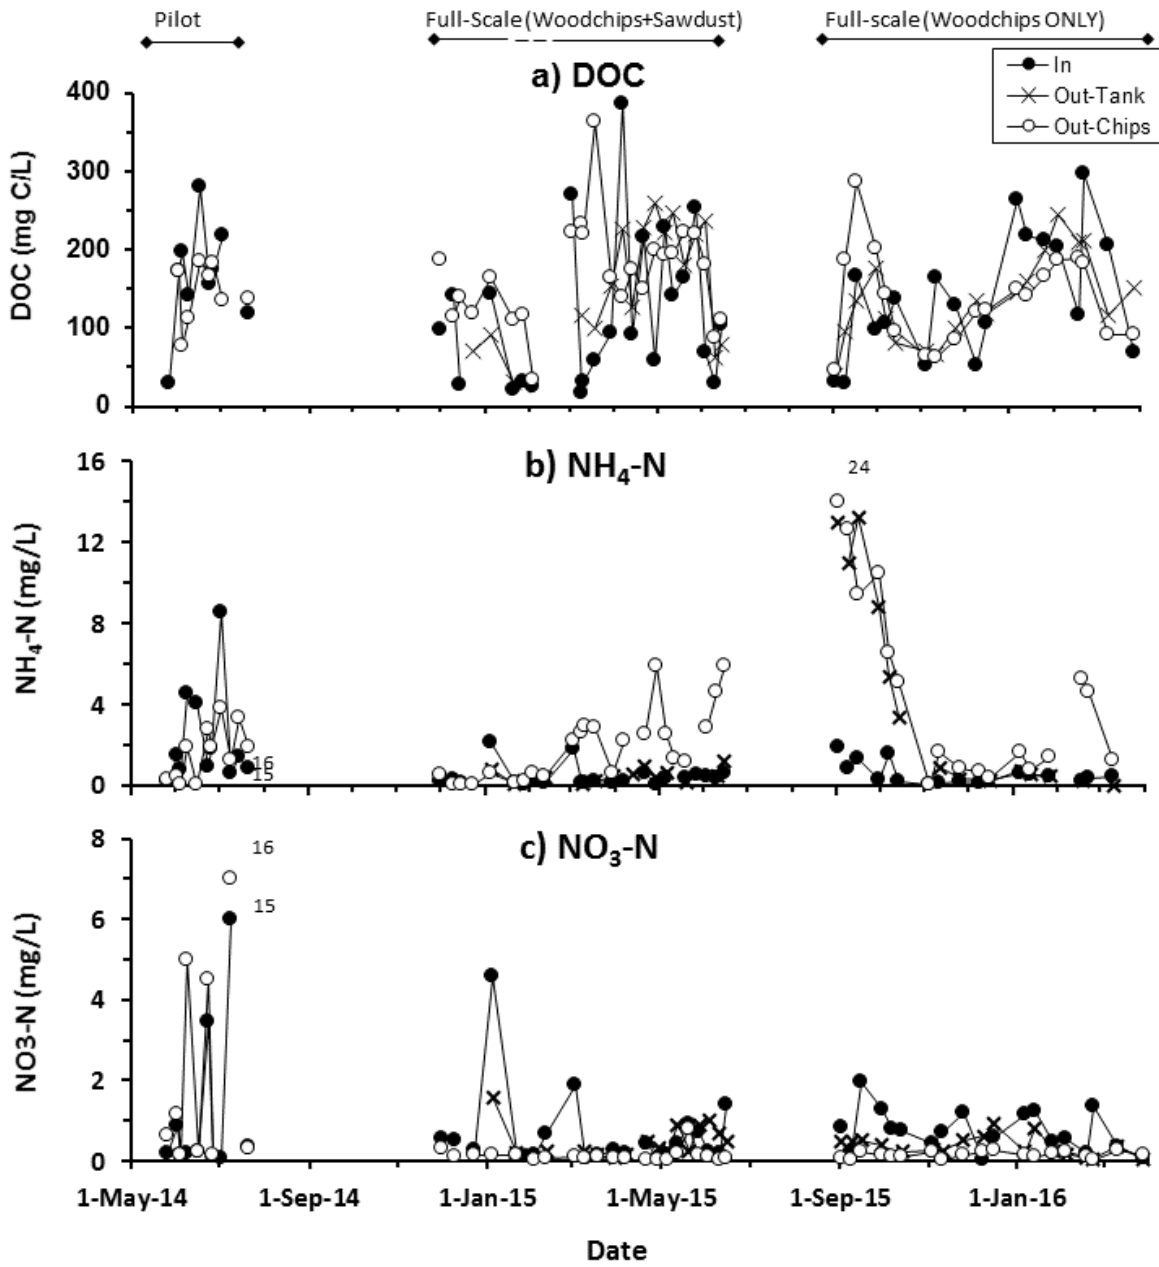 Pilot
Full-Scale (Woodchips+Sawdust)
Full-scale (Woodchips ONLY)
a) DOC
In
Out-Tank
Out-Chips
DOC (mg C/L)
400
300
200
100
0
b) NH₄-N
24
NH₄-N (mg/L)
16
12
8
4
0
16
15
c) NO₃-N
16
15
NO3-N (mg/L)
8
6
4
2
0
1-May-14
1-Sep-14
1-Jan-15
1-May-15
1-Sep-15
1-Jan-16
Date